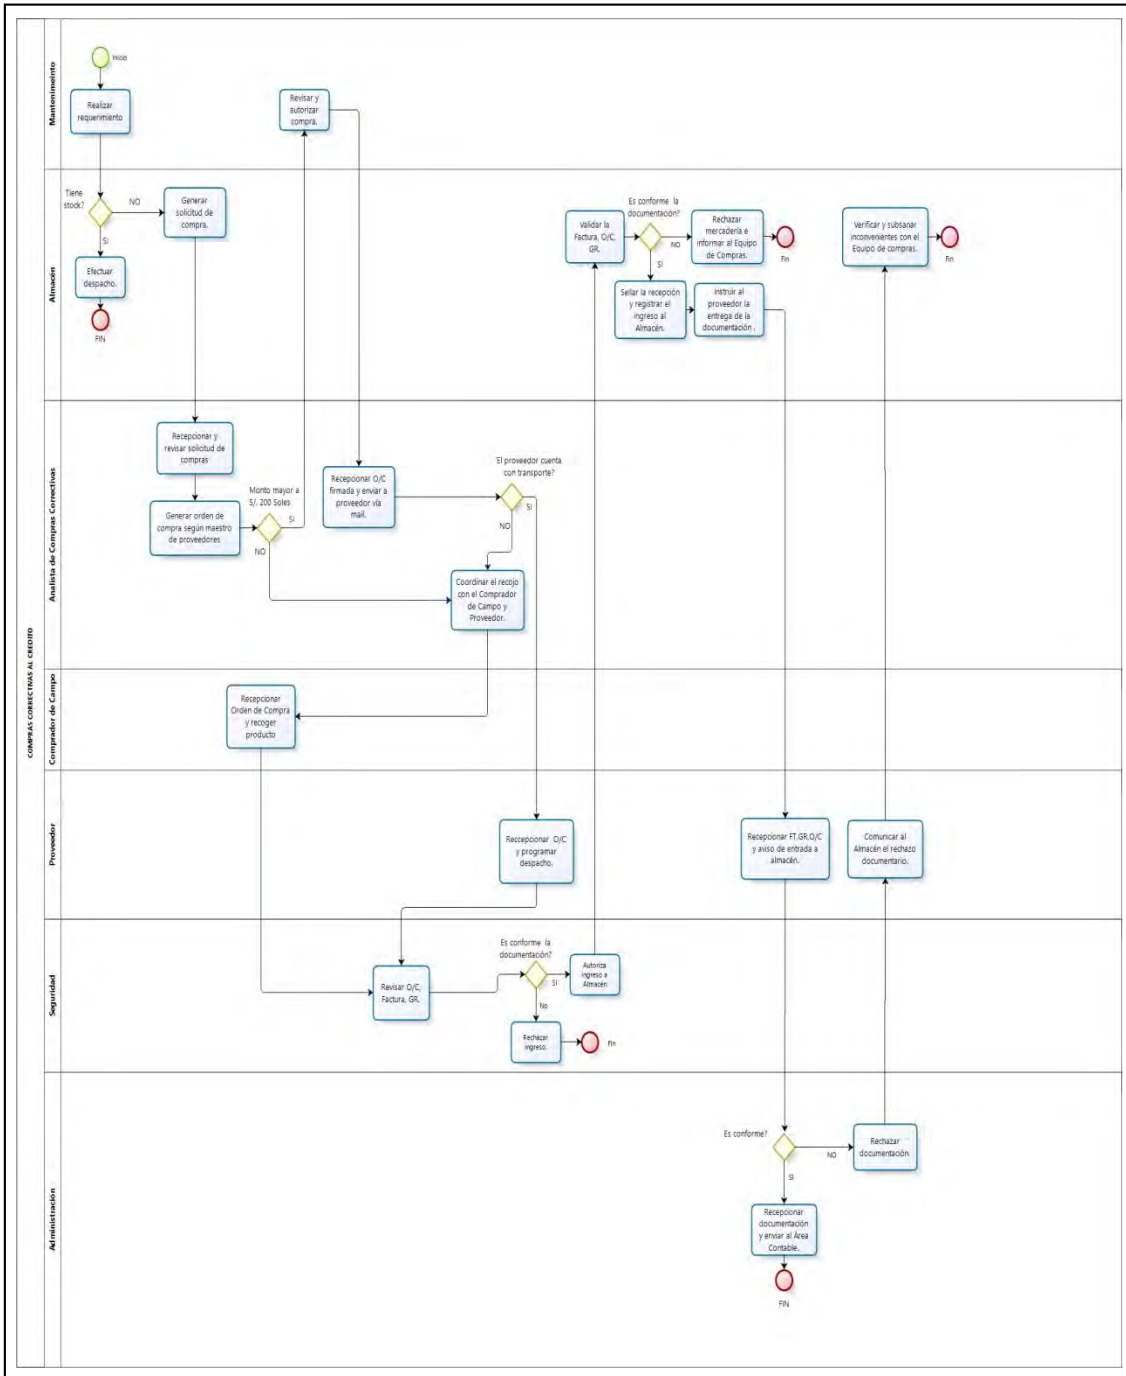 COMPRAS CORRECTIVAS AL CREDITO
Mantenimeinto
Inicio
Realizar
requerimiento
Revisar y
autorizar
compra.
Almacén
Tiene
stock?
NO
SI
Generar
solicitud de
compra.
Efectuar
despacho.
FIN
Validar la
Factura, O/C,
GR.
Es conforme la
documentación?
NO
SI
Rechazar
mercadería e
informar al Equipo
de Compras.
Fin
Sellar la recepción
y registrar el
ingreso al
Almacén.
Instruir al
proveedor la
entrega de la
documentación .
Verificar y subsanar
inconvenientes con el
Equipo de compras.
Fin
Analista de Compras Correctivas
Recepcionar y
revisar solicitud de
compras
Generar orden de
compra según maestro
de proveedores
Monto mayor a
S/. 200 Soles
SI
NO
Recepcionar O/C
firmada y enviar a
proveedor vía
mail.
El proveedor cuenta
con transporte?
SI
NO
Coordinar el recojo
con el Comprador
de Campo y
Proveedor.
Comprador de Campo
Recepcionar
Orden de Compra
y recoger
producto
Proveedor
Reccepcionar O/C
y programar
despacho.
Recepcionar FT,GR,O/C
y aviso de entrada a
almacén.
Comunicar al
Almacén el rechazo
documentario.
Seguridad
Revisar O/C,
Factura, GR.
Es conforme la
documentación?
SI
No
Autoriza
ingreso a
Almacén
Rechazar
ingreso.
Fin
Administración
Es conforme?
NO
SI
Rechazar
documentación
Recepcionar
documentación
y enviar al Área
Contable.
FIN